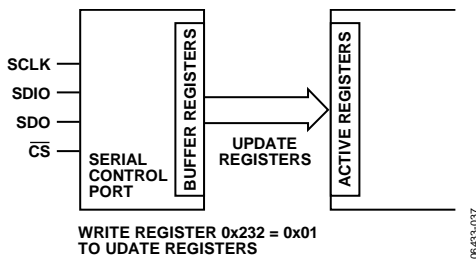 SCLK
SDIO
SDO
CS
SERIAL
CONTROL
PORT
BUFFER REGISTERS
UPDATE
REGISTERS
ACTIVE REGISTERS
WRITE REGISTER 0x232 = 0x01
TO UDATE REGISTERS
06433-037